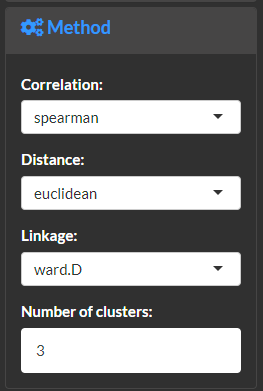 Method
Correlation:
spearman
Distance:
euclidean
Linkage:
ward.D
Number of clusters:
3